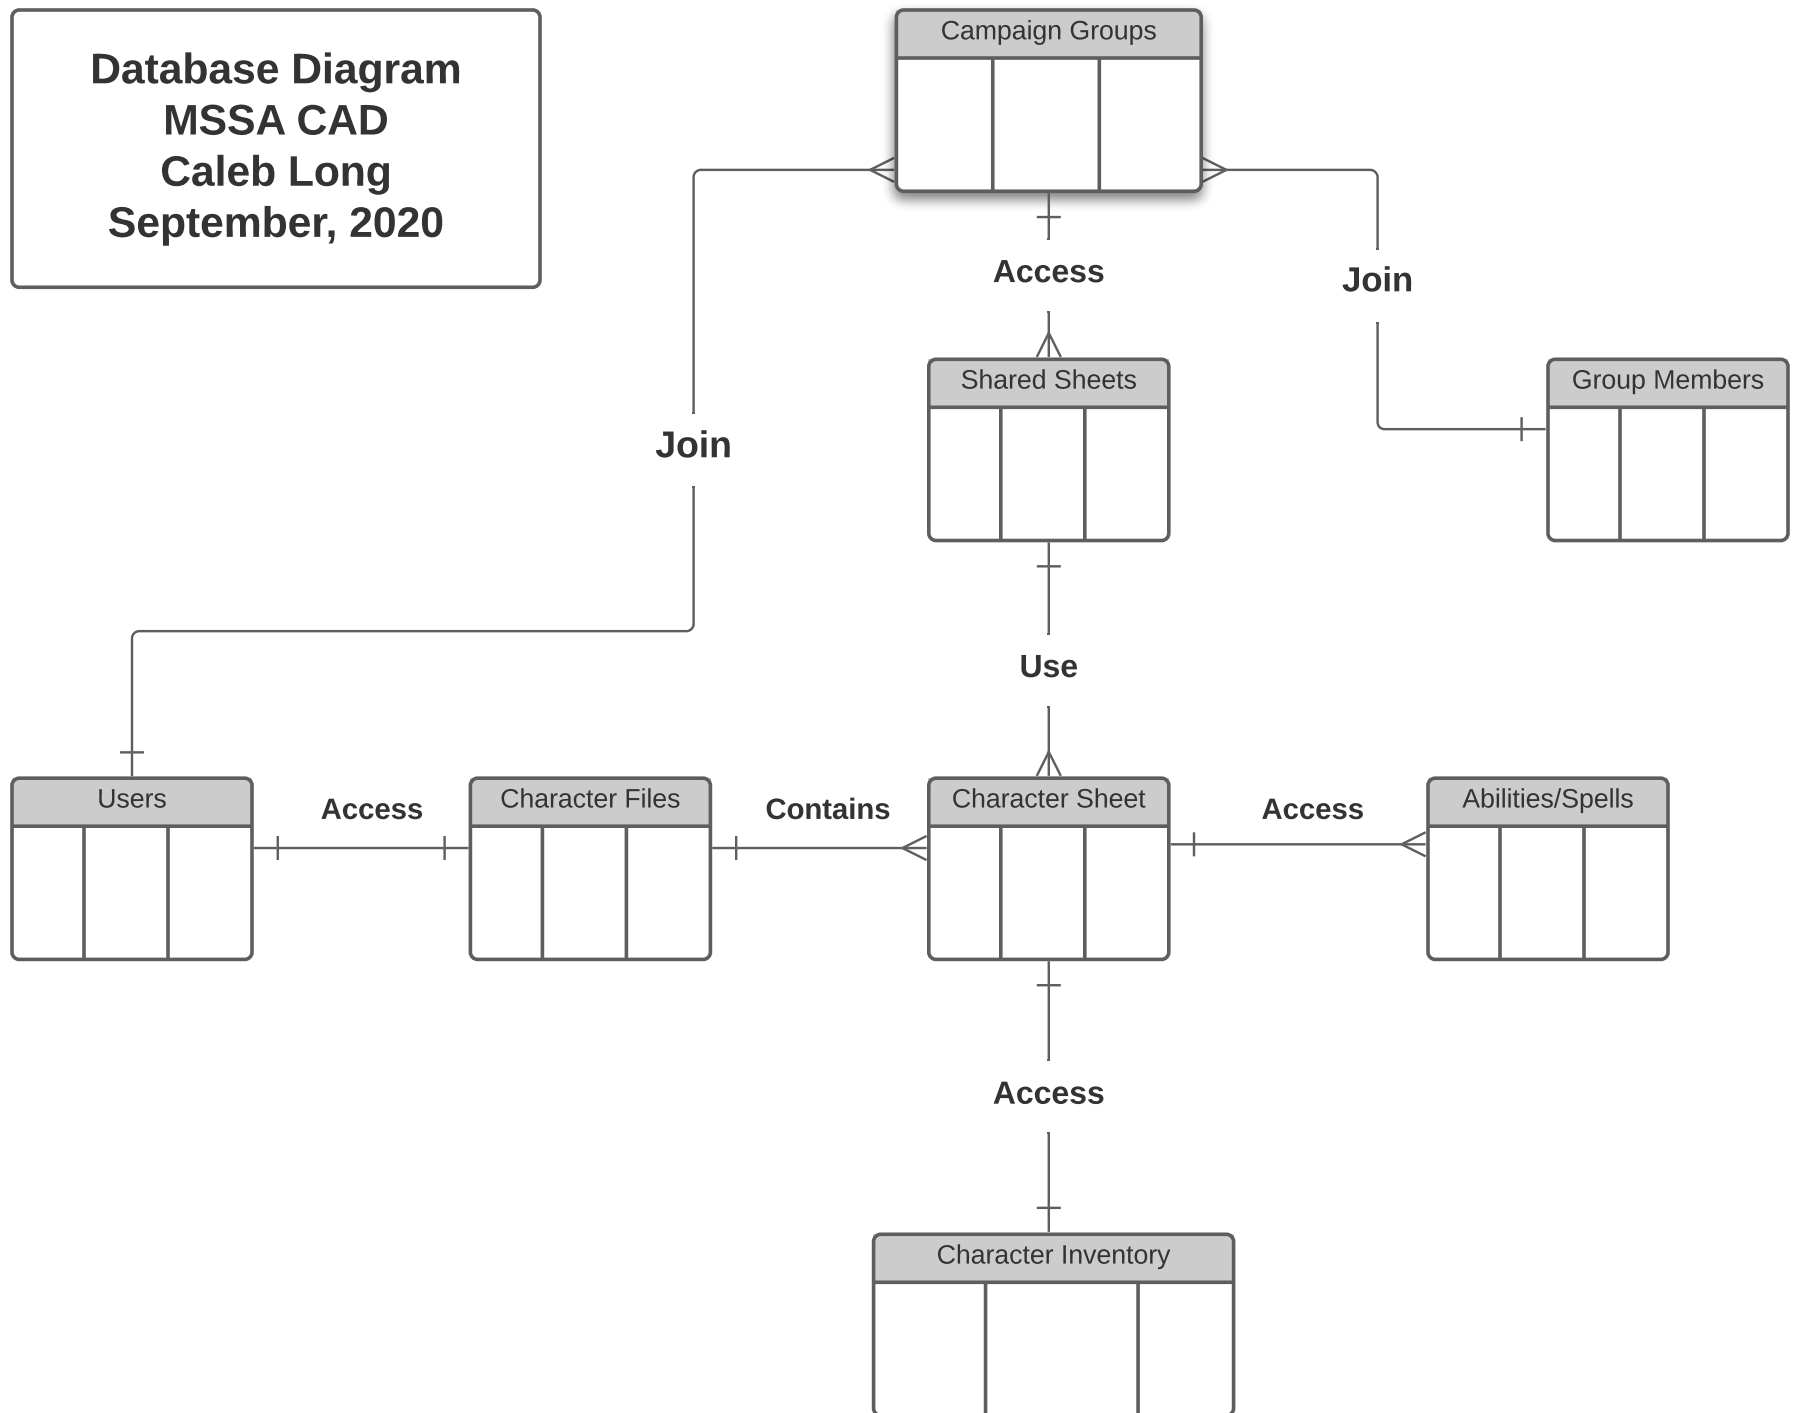 Database Diagram
MSSA CAD
Caleb Long
September, 2020
Campaign Groups
Access
Join
Shared Sheets
Group Members
Join
Use
Users
Access
Character Files
Contains
Character Sheet
Access
Abilities/Spells
Access
Character Inventory